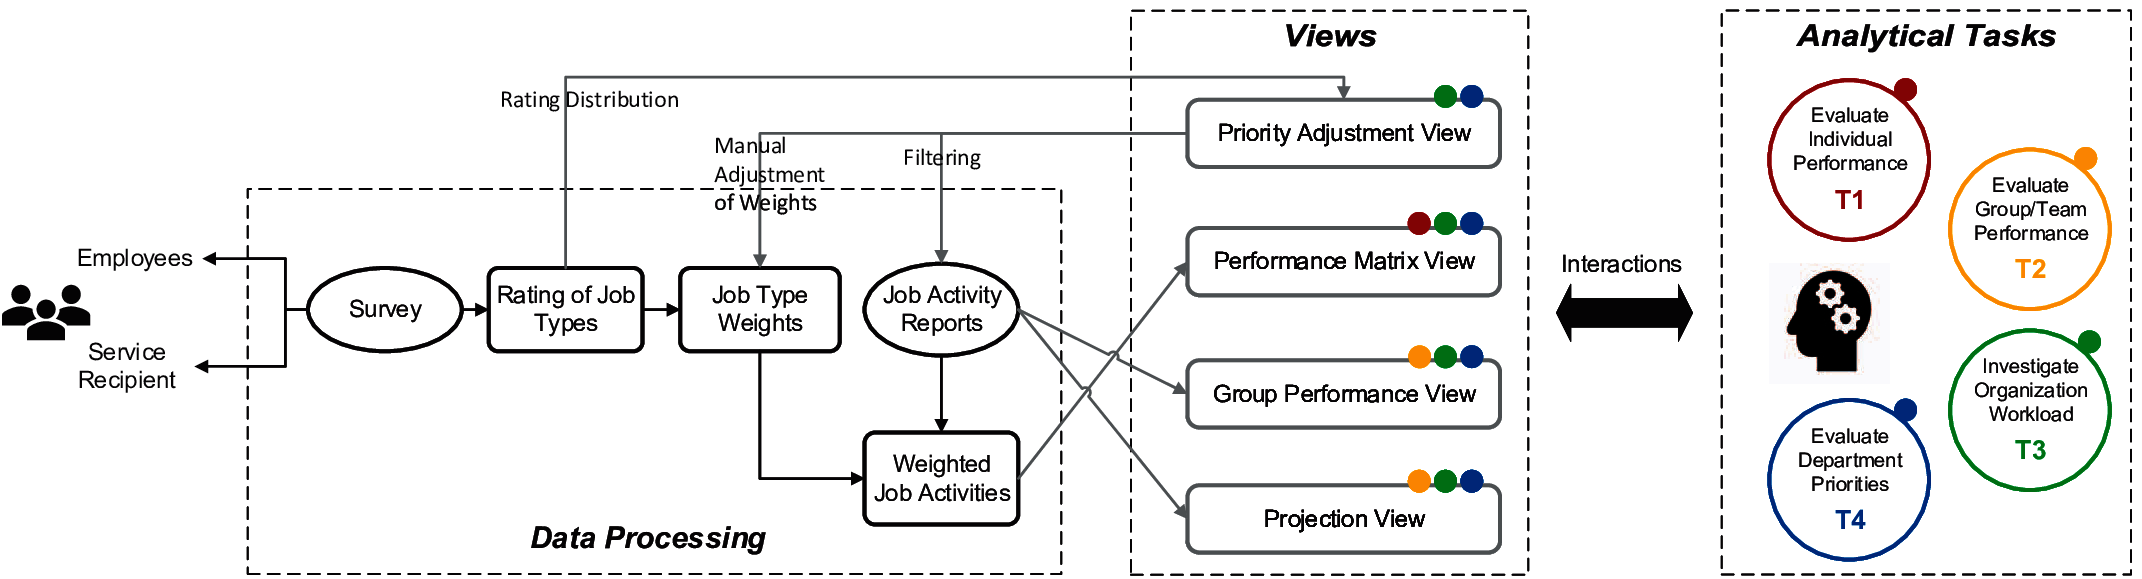 Views
Analytical Tasks
Rating Distribution
Manual
Adjustment
of Weights
Filtering
Employees
Service
Recipient
Survey
Rating of Job
Types
Job Type
Weights
Job Activity
Reports
Weighted
Job Activities
Data Processing
Priority Adjustment View
Performance Matrix View
Group Performance View
Projection View
Interactions
Evaluate
Individual
Performance
T1
Evaluate
Group/Team
Performance
T2
Investigate
Organization
Workload
T3
Evaluate
Department
Priorities
T4